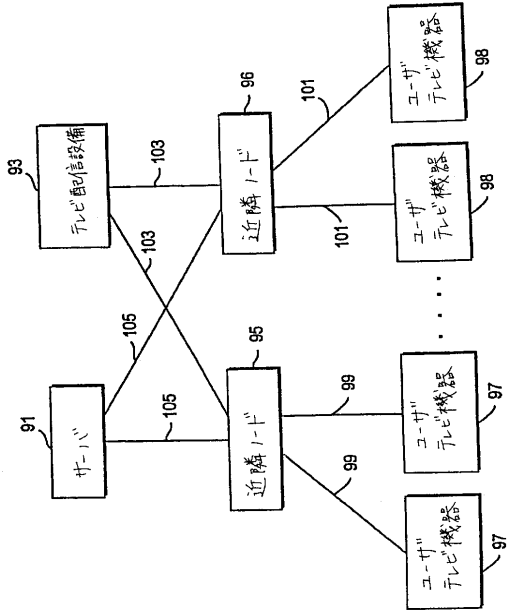 91
サーバ
93
テレビ配信設備
105
105
103
103
95
近隣ノード
96
近隣ノード
99
99
101
101
ユーザ
テレビ機器
97
ユーザ
テレビ機器
97
・・・・
ユーザ
テレビ機器
98
ユーザ
テレビ機器
98